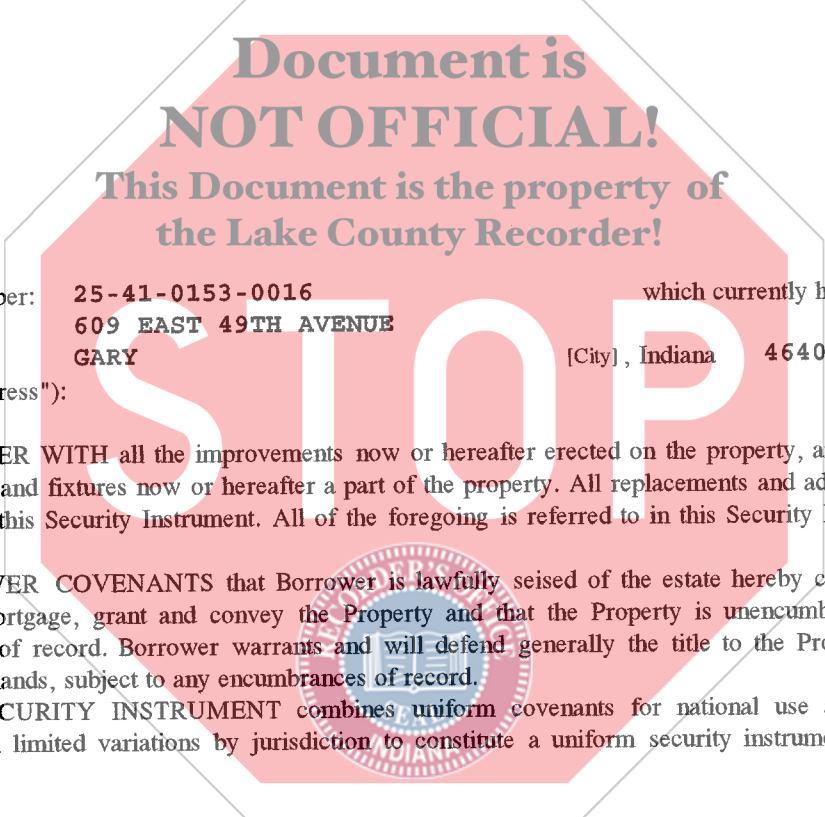 Document is
NOT OFFICIAL!
This Document is the property of
the Lake County Recorder!
ber: 25-41-0153-0016 which currently h
609 EAST 49TH AVENUE
GARY [City] , Indiana 4640
ress"):
ER WITH all the improvements now or hereafter erected on the property, a
and fixtures now or hereafter a part of the property. All replacements and ad
this Security Instrument. All of the foregoing is referred to in this Security
VER COVENANTS that Borrower is lawfully seised of the estate hereby c
ortgage, grant and convey the Property and that the Property is unencumb
of record. Borrower warrants and will defend generally the title to the Pro
ands, subject to any encumbrances of record.
CURITY INSTRUMENT combines uniform covenants for national use
limited variations by jurisdiction to constitute a uniform security instrume
STOP
SEAL
INDIANA